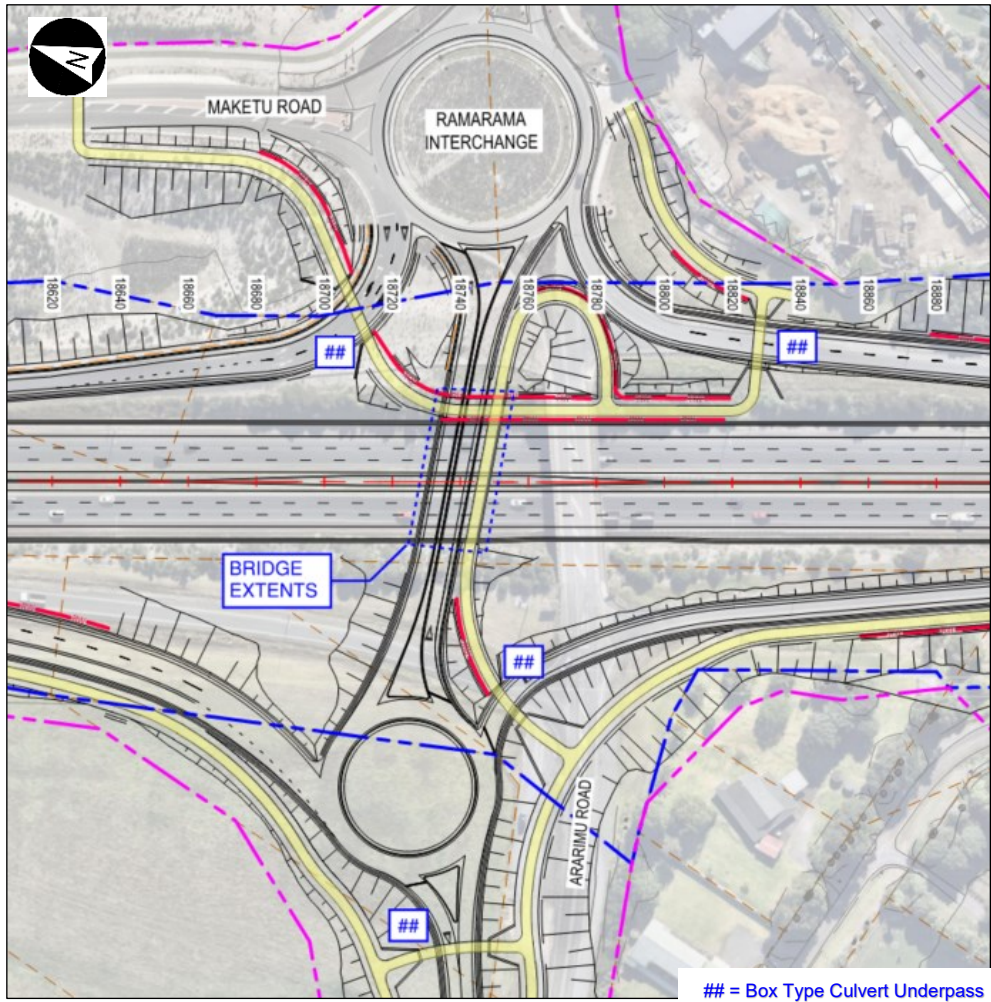 N
MAKETU ROAD
RAMARAMA
INTERCHANGE
18620
18640
18660
18680
18700
18720
18740
18760
18780
18800
18820
18840
18860
18880
##
##
BRIDGE
EXTENTS
##
ARARIMU ROAD
##
## = Box Type Culvert Underpass